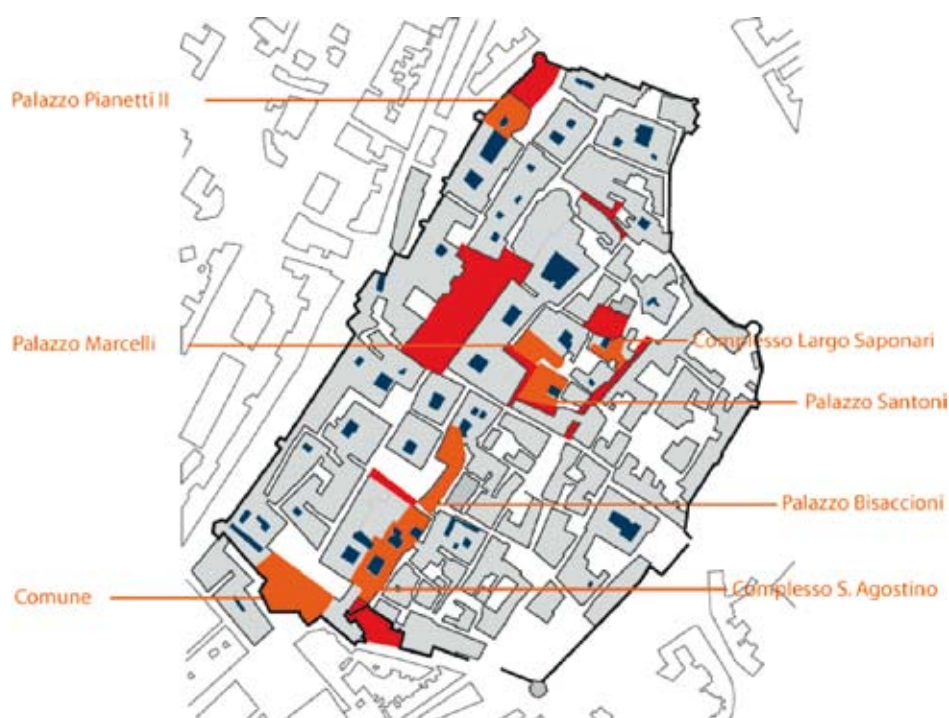 Palazzo Pianetti II
Palazzo Marcelli
Complesso Largo Saponari
Palazzo Santoni
Palazzo Bisaccioni
Comune
Complesso S. Agostino